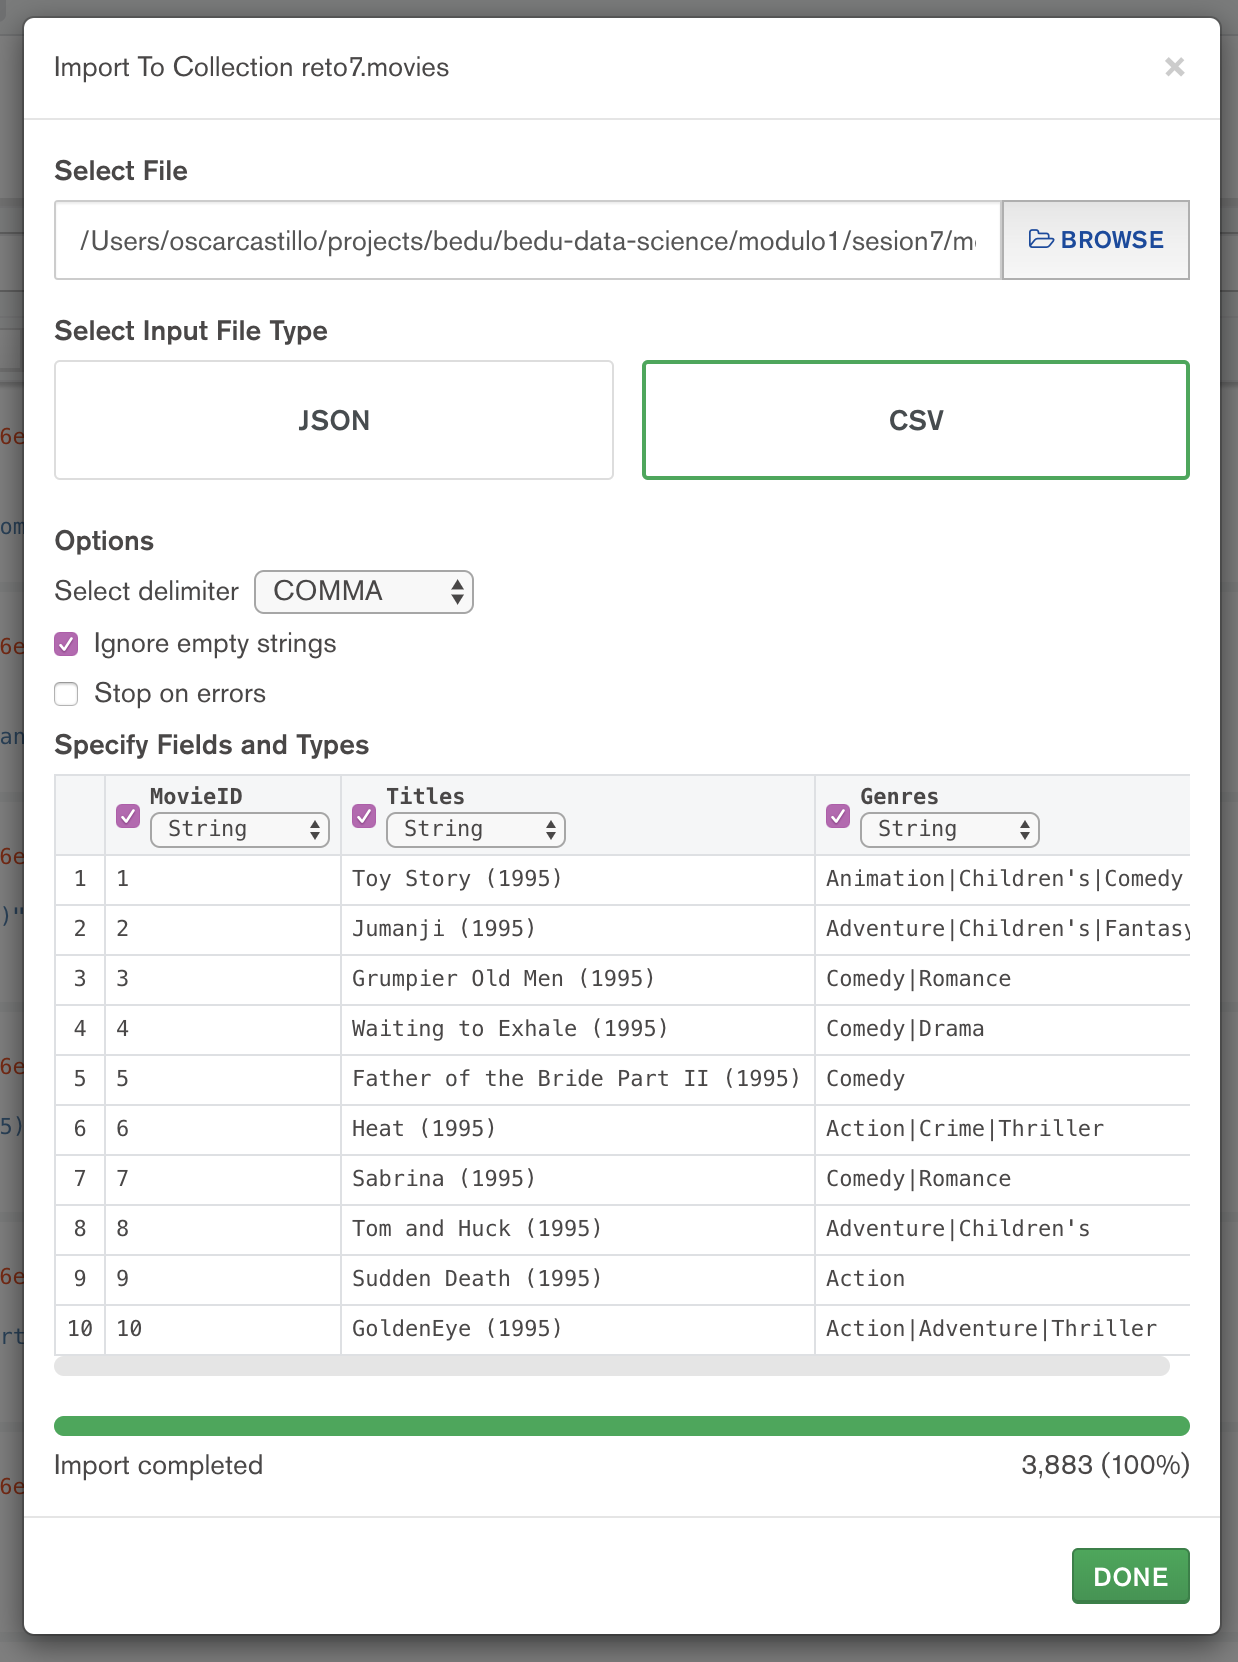 Import To Collection reto7.movies
×
Select File
/Users/oscarcastillo/projects/bedu/bedu-data-science/modulo1/sesion7/m
BROWSE
Select Input File Type
JSON
CSV
Options
Select delimiter COMMA
Ignore empty strings
Stop on errors
Specify Fields and Types
MovieID Titles Genres
String String String
1 1 Toy Story (1995) Animation|Children's|Comedy
2 2 Jumanji (1995) Adventure|Children's|Fantasy
3 3 Grumpier Old Men (1995) Comedy|Romance
4 4 Waiting to Exhale (1995) Comedy|Drama
5 5 Father of the Bride Part II (1995) Comedy
6 6 Heat (1995) Action|Crime|Thriller
7 7 Sabrina (1995) Comedy|Romance
8 8 Tom and Huck (1995) Adventure|Children's
9 9 Sudden Death (1995) Action
10 10 GoldenEye (1995) Action|Adventure|Thriller
Import completed 3,883 (100%)
DONE